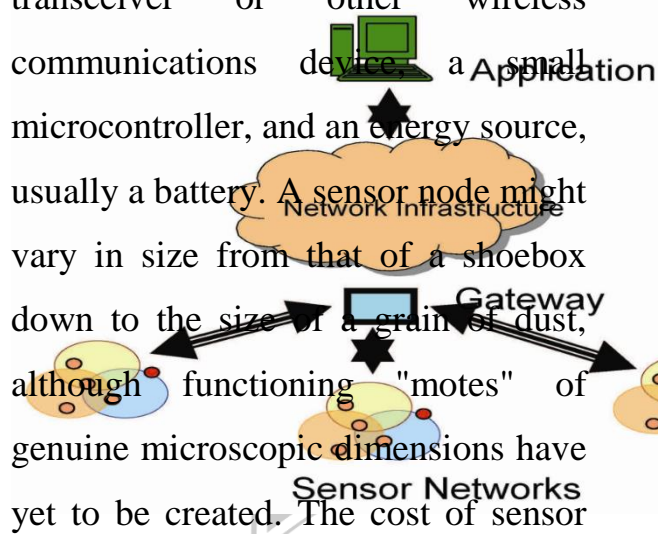 transceiver or other wireless
communications device, a small
microcontroller, and an energy source,
usually a battery. A sensor node might
vary in size from that of a shoebox
down to the size of a grain of dust,
although functioning "motes" of
genuine microscopic dimensions have
yet to be created. The cost of sensor
Application
Network Infrastructure
Gateway
Sensor Networks